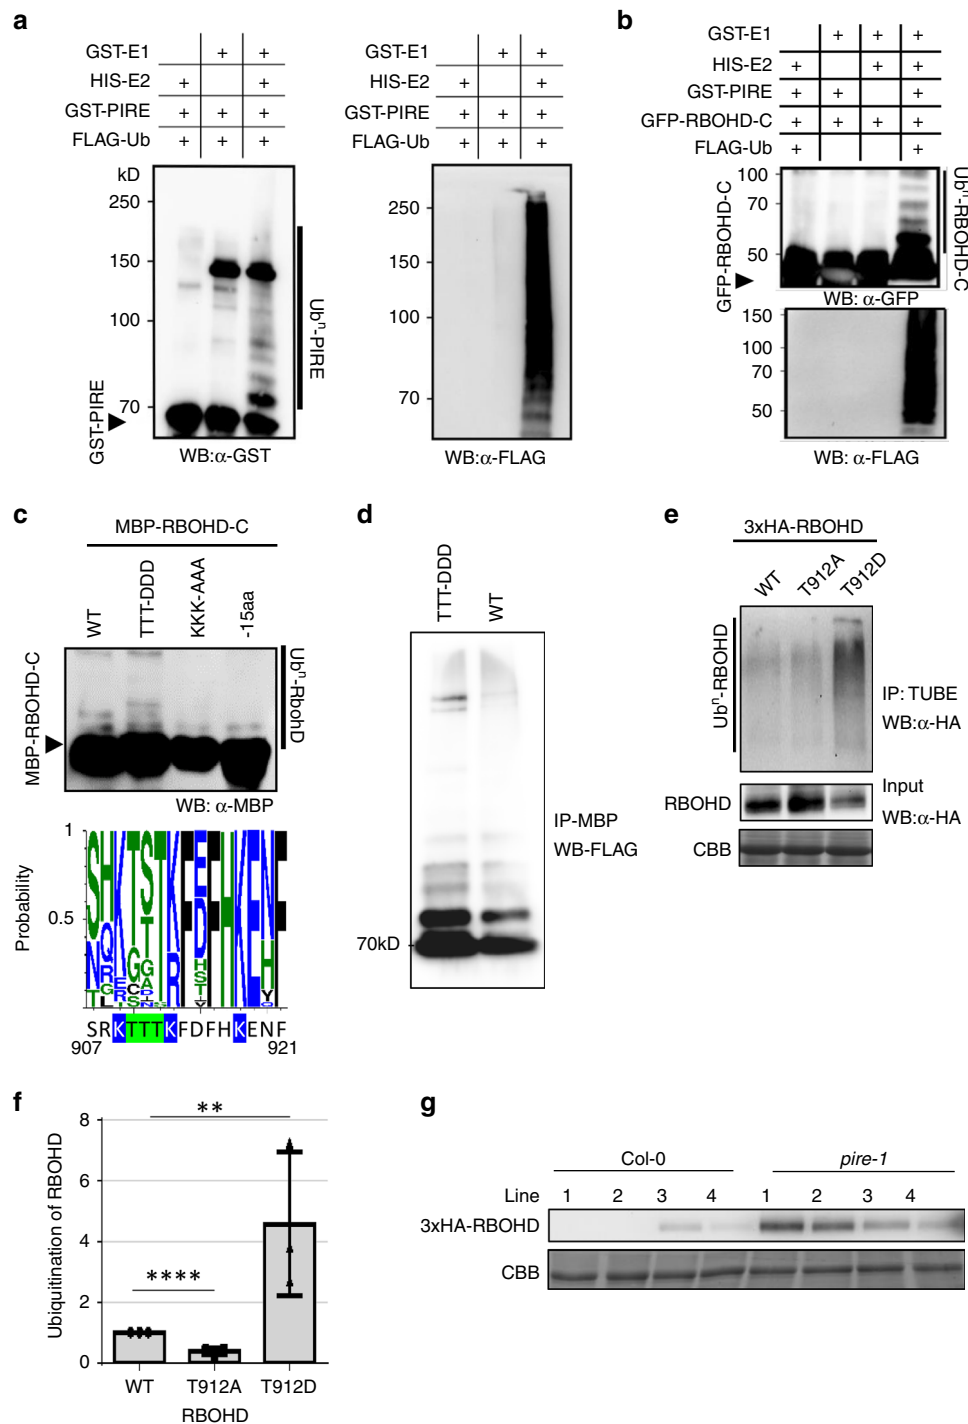 a
GST-E1 + +
HIS-E2 + +
GST-PIRE + + +
FLAG-Ub + + +
kD
250
150
100
70
GST-PIRE
Ubⁿ-PIRE
WB:α-GST
GST-E1 + +
HIS-E2 + +
GST-PIRE + + +
FLAG-Ub + + +
250
150
100
70
WB:α-FLAG
b
GST-E1 + +
HIS-E2 + + +
GST-PIRE + + +
GFP-RBOHD-C + + + +
FLAG-Ub + +
100
70
50
GFP-RBOHD-C
Ubⁿ-RBOHD-C
WB: α-GFP
150
100
70
50
WB: α-FLAG
c
MBP-RBOHD-C
WT
TTT-DDD
KKK-AAA
-15aa
MBP-RBOHD-C
Ubⁿ-RbohD
WB: α-MBP
Probability
1
0.5
0
SRKTTTKFDFHKENF
907 921
d
TTT-DDD
WT
IP-MBP
WB-FLAG
70kD
e
3xHA-RBOHD
WT
T912A
T912D
Ubⁿ-RBOHD
IP: TUBE
WB:α-HA
RBOHD
Input
WB:α-HA
CBB
f
Ubiquitination of RBOHD
8
6
4
2
0
**
****
WT T912A T912D
RBOHD
g
Col-0 pire-1
Line 1 2 3 4 1 2 3 4
3xHA-RBOHD
CBB